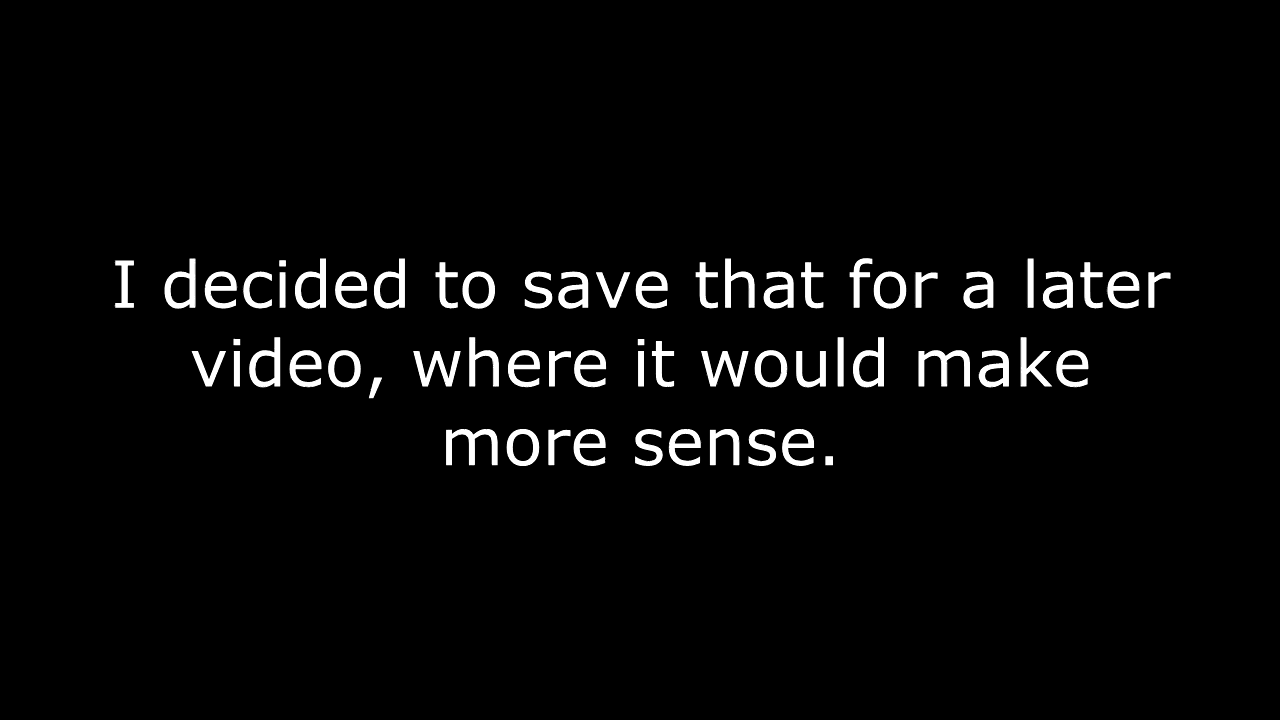 I decided to save that for a later
video, where it would make
more sense.